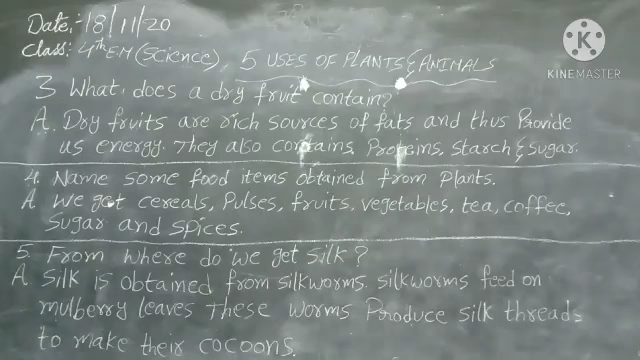 Date:- 18/11/20
Class: 4th EM (Science), 5 USES OF PLANTS & ANIMALS
KINEMASTER
3 What does a dry fruit contain?
A. Dry fruits are rich sources of fats and thus Provide
us energy. They also contains Proteins, Starch & Sugar.
4. Name some food items obtained from Plants.
A. We get cereals, Pulses, fruits, vegetables, tea, coffee,
Sugar and Spices.
5. From where do we get Silk?
A. Silk is obtained from silkworms. silkworms feed on
mulberry leaves These worms Produce silk threads
to make their cocoons.